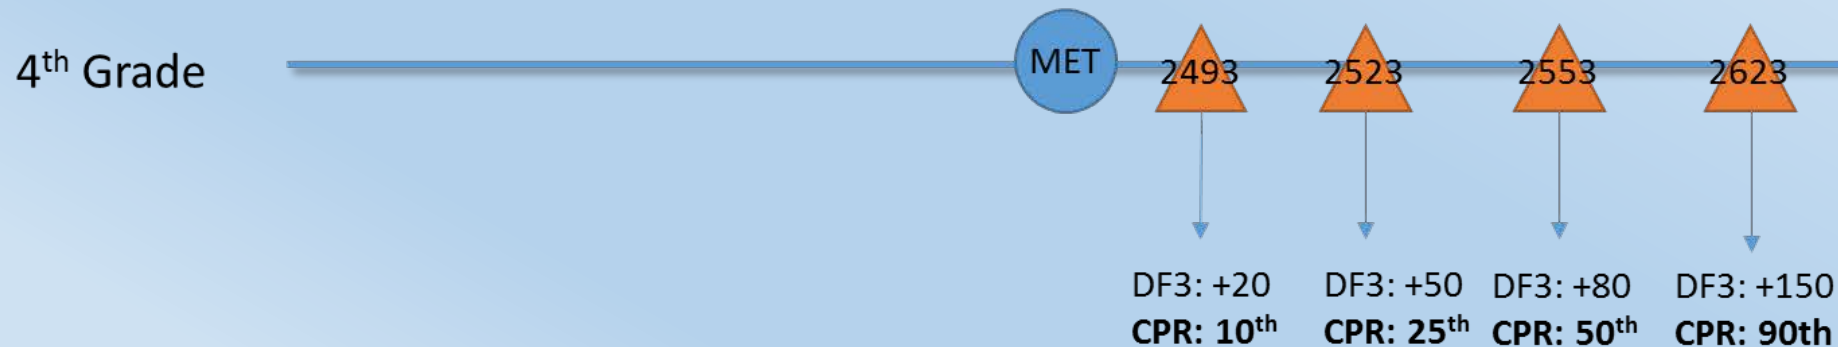 4th Grade
MET
2493
2523
2553
2623
DF3: +20
CPR: 10th
DF3: +50
CPR: 25th
DF3: +80
CPR: 50th
DF3: +150
CPR: 90th